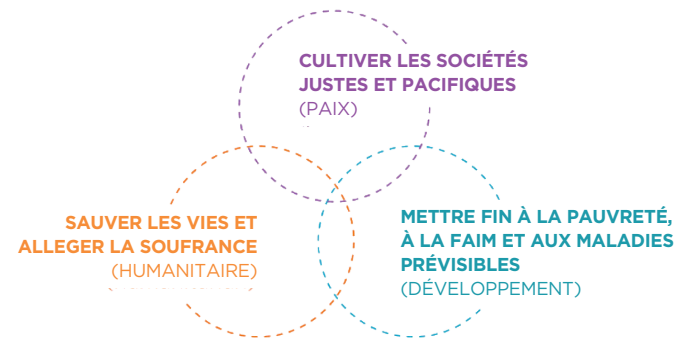 CULTIVER LES SOCIÉTÉS
JUSTES ET PACIFIQUES
(PAIX)
SAUVER LES VIES ET
ALLEGER LA SOUFRANCE
(HUMANITAIRE)
METTRE FIN À LA PAUVRETÉ,
À LA FAIM ET AUX MALADIES
PRÉVISIBLES
(DÉVELOPPEMENT)